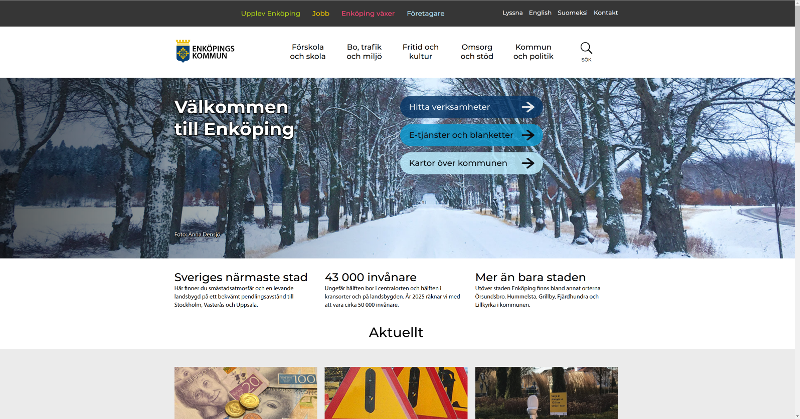 Upplev Enköping Jobb Enköping växer Företagare Lyssna English Suomeksi Kontakt
ENKÖPINGS
KOMMUN
Förskola
och skola
Bo, trafik
och miljö
Fritid och
kultur
Omsorg
och stöd
Kommun
och politik
SÖK
Välkommen
till Enköping
Hitta verksamheter
E-tjänster och blanketter
Kartor över kommunen
Foto: Anna Densjö
Sveriges närmaste stad
Här finner du småstadsatmosfär och en levande
landsbygd på ett bekvämt pendlingsavstånd till
Stockholm, Västerås och Uppsala.
43 000 invånare
Ungefär hälften bor i centralorten och hälften i
kransorter och på landsbygden. År 2025 räknar vi med
att vara cirka 50 000 invånare.
Mer än bara staden
Utöver staden Enköping finns bland annat orterna
Örsundsbro, Hummelsta, Grillby, Fjärdhundra och
Lillkyrka i kommunen.
Aktuellt
20
100